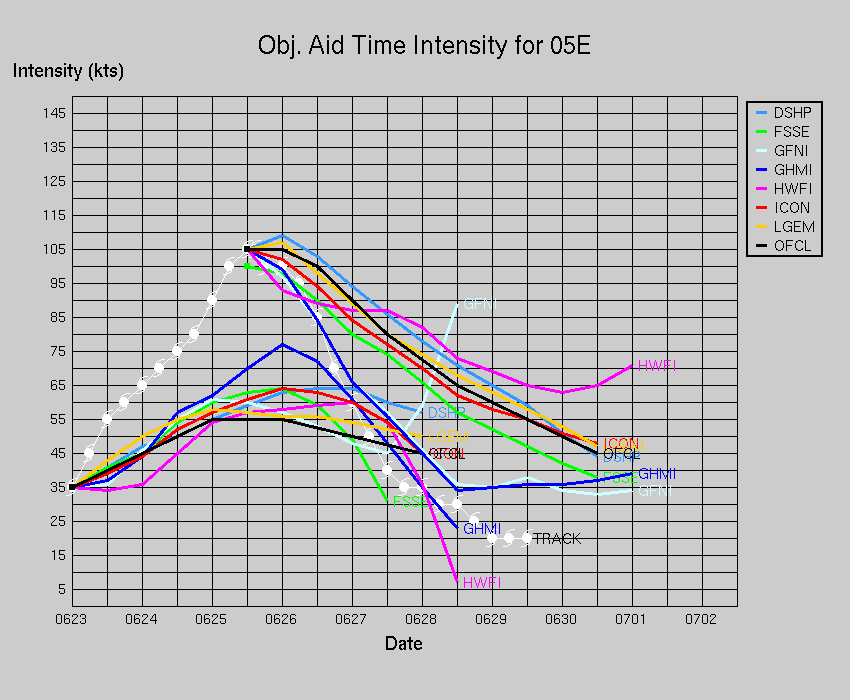 Obj. Aid Time Intensity for 05E
Intensity (kts)
145
135
125
115
105
95
85
75
65
55
45
35
25
15
5
DSHP
FSSE
GFNI
GHMI
HWFI
ICON
LGEM
OFCL
GFNI
HWFI
DSHP
ICON
OFCL
FSSE
GHMI
GFNI
FSSE
GHMI
TRACK
HWFI
0623 0624 0625 0626 0627 0628 0629 0630 0701 0702
Date